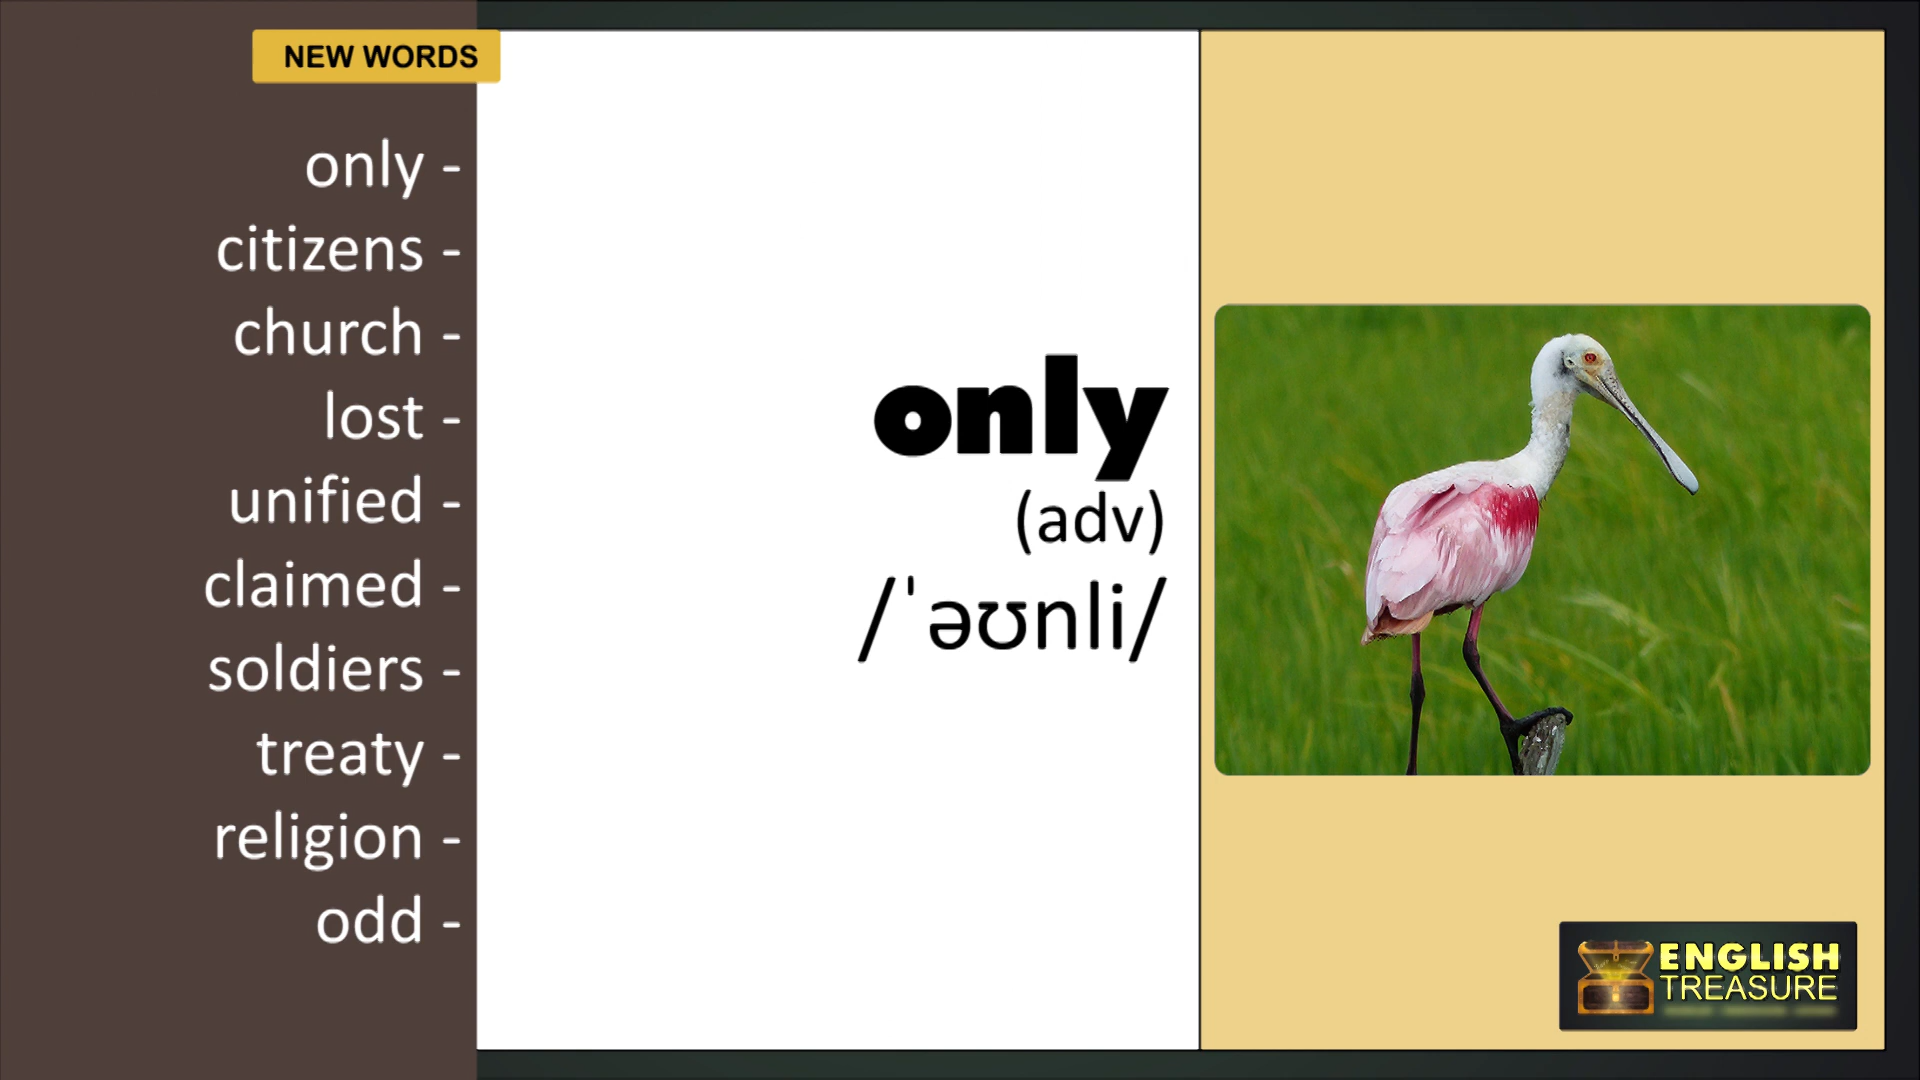 NEW WORDS
only -
citizens -
church -
lost -
unified -
claimed -
soldiers -
treaty -
religion -
odd -
only
(adv)
/ˈəʊnli/
ENGLISH
TREASURE